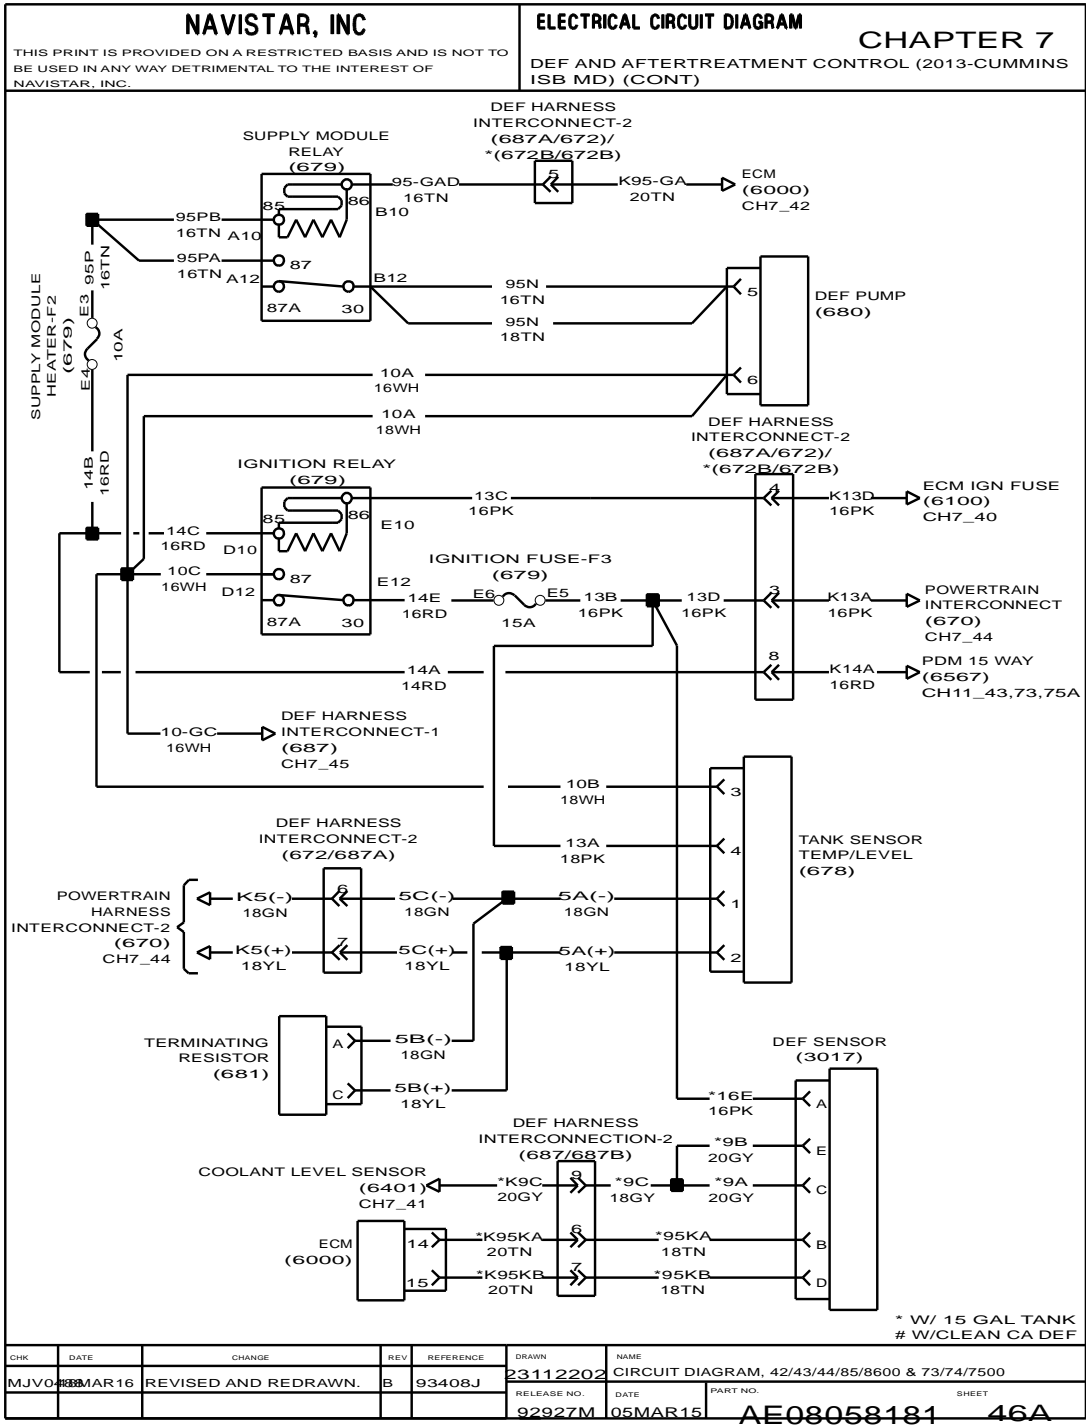 NAVISTAR, INC
THIS PRINT IS PROVIDED ON A RESTRICTED BASIS AND IS NOT TO
BE USED IN ANY WAY DETRIMENTAL TO THE INTEREST OF
NAVISTAR, INC.
ELECTRICAL CIRCUIT DIAGRAM
CHAPTER 7
DEF AND AFTERTREATMENT CONTROL (2013-CUMMINS
ISB MD) (CONT)
DEF HARNESS
INTERCONNECT-2
(687A/672)/
*(672B/672B)
5
SUPPLY MODULE
RELAY
(679)
85
86
87
87A
30
A10
A12
B10
B12
95-GAD
16TN
K95-GA
20TN
ECM
(6000)
CH7_42
95PB
16TN
95PA
16TN
95P
16TN
E3
E4
10A
SUPPLY MODULE
HEATER-F2
(679)
14B
16RD
95N
16TN
95N
18TN
5
6
DEF PUMP
(680)
10A
16WH
10A
18WH
DEF HARNESS
INTERCONNECT-2
(687A/672)/
*(672B/672B)
4
3
8
IGNITION RELAY
(679)
85
86
87
87A
30
D10
D12
E10
E12
14C
16RD
10C
16WH
13C
16PK
K13D
16PK
ECM IGN FUSE
(6100)
CH7_40
IGNITION FUSE-F3
(679)
14E
16RD
E6
E5
15A
13B
16PK
13D
16PK
K13A
16PK
POWERTRAIN
INTERCONNECT
(670)
CH7_44
14A
14RD
K14A
16RD
PDM 15 WAY
(6567)
CH11_43,73,75A
10-GC
16WH
DEF HARNESS
INTERCONNECT-1
(687)
CH7_45
10B
18WH
13A
18PK
3
4
1
2
TANK SENSOR
TEMP/LEVEL
(678)
DEF HARNESS
INTERCONNECT-2
(672/687A)
6
7
POWERTRAIN
HARNESS
INTERCONNECT-2
(670)
CH7_44
K5(-)
18GN
5C(-)
18GN
5A(-)
18GN
K5(+)
18YL
5C(+)
18YL
5A(+)
18YL
TERMINATING
RESISTOR
(681)
A
C
5B(-)
18GN
5B(+)
18YL
DEF SENSOR
(3017)
A
E
C
B
D
*16E
16PK
DEF HARNESS
INTERCONNECTION-2
(687/687B)
9
6
7
*9B
20GY
COOLANT LEVEL SENSOR
(6401)
CH7_41
*K9C
20GY
*9C
18GY
*9A
20GY
ECM
(6000)
14
15
*K95KA
20TN
*95KA
18TN
*K95KB
20TN
*95KB
18TN
* W/ 15 GAL TANK
# W/CLEAN CA DEF
CHK DATE CHANGE REV REFERENCE
DRAWN
23112202
NAME
CIRCUIT DIAGRAM, 42/43/44/85/8600 & 73/74/7500
REVISED AND REDRAWN. B 93408J
RELEASE NO.
92927M
DATE
05MAR15
PART NO.
AE08058181
SHEET
46A